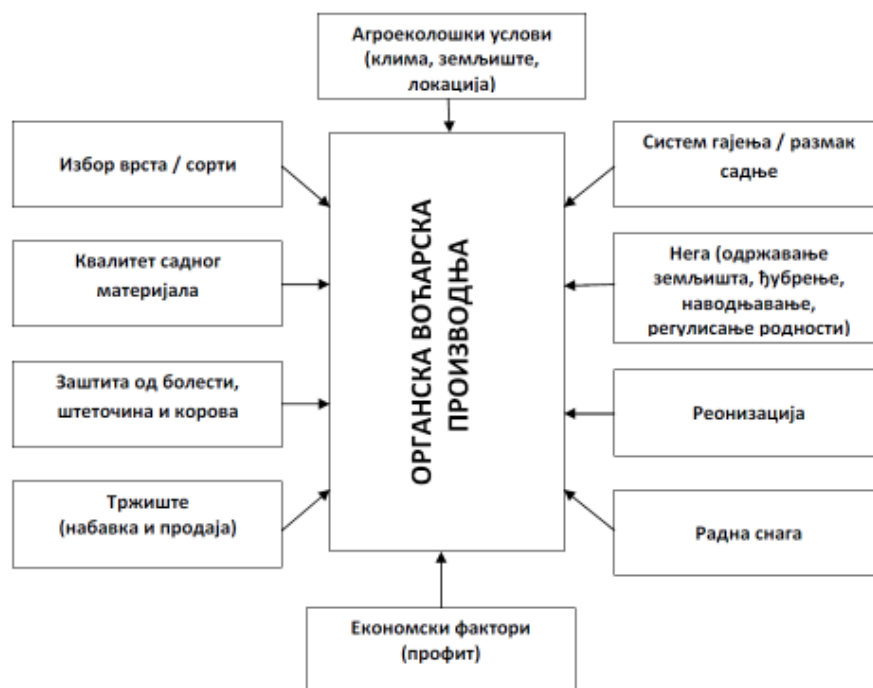 Агроеколошки услови
(клима, земљиште,
локација)
Избор врста / сорти
Систем гајења / размак
садње
Квалитет садног
материјала
Нега (одржавање
земљишта, ђубрење,
наводњавање,
регулисање родности)
ОРГАНСКА ВОЋАРСКА
ПРОИЗВОДЊА
Заштита од болести,
штеточина и корова
Реонизација
Тржиште
(набавка и продаја)
Радна снага
Економски фактори
(профит)